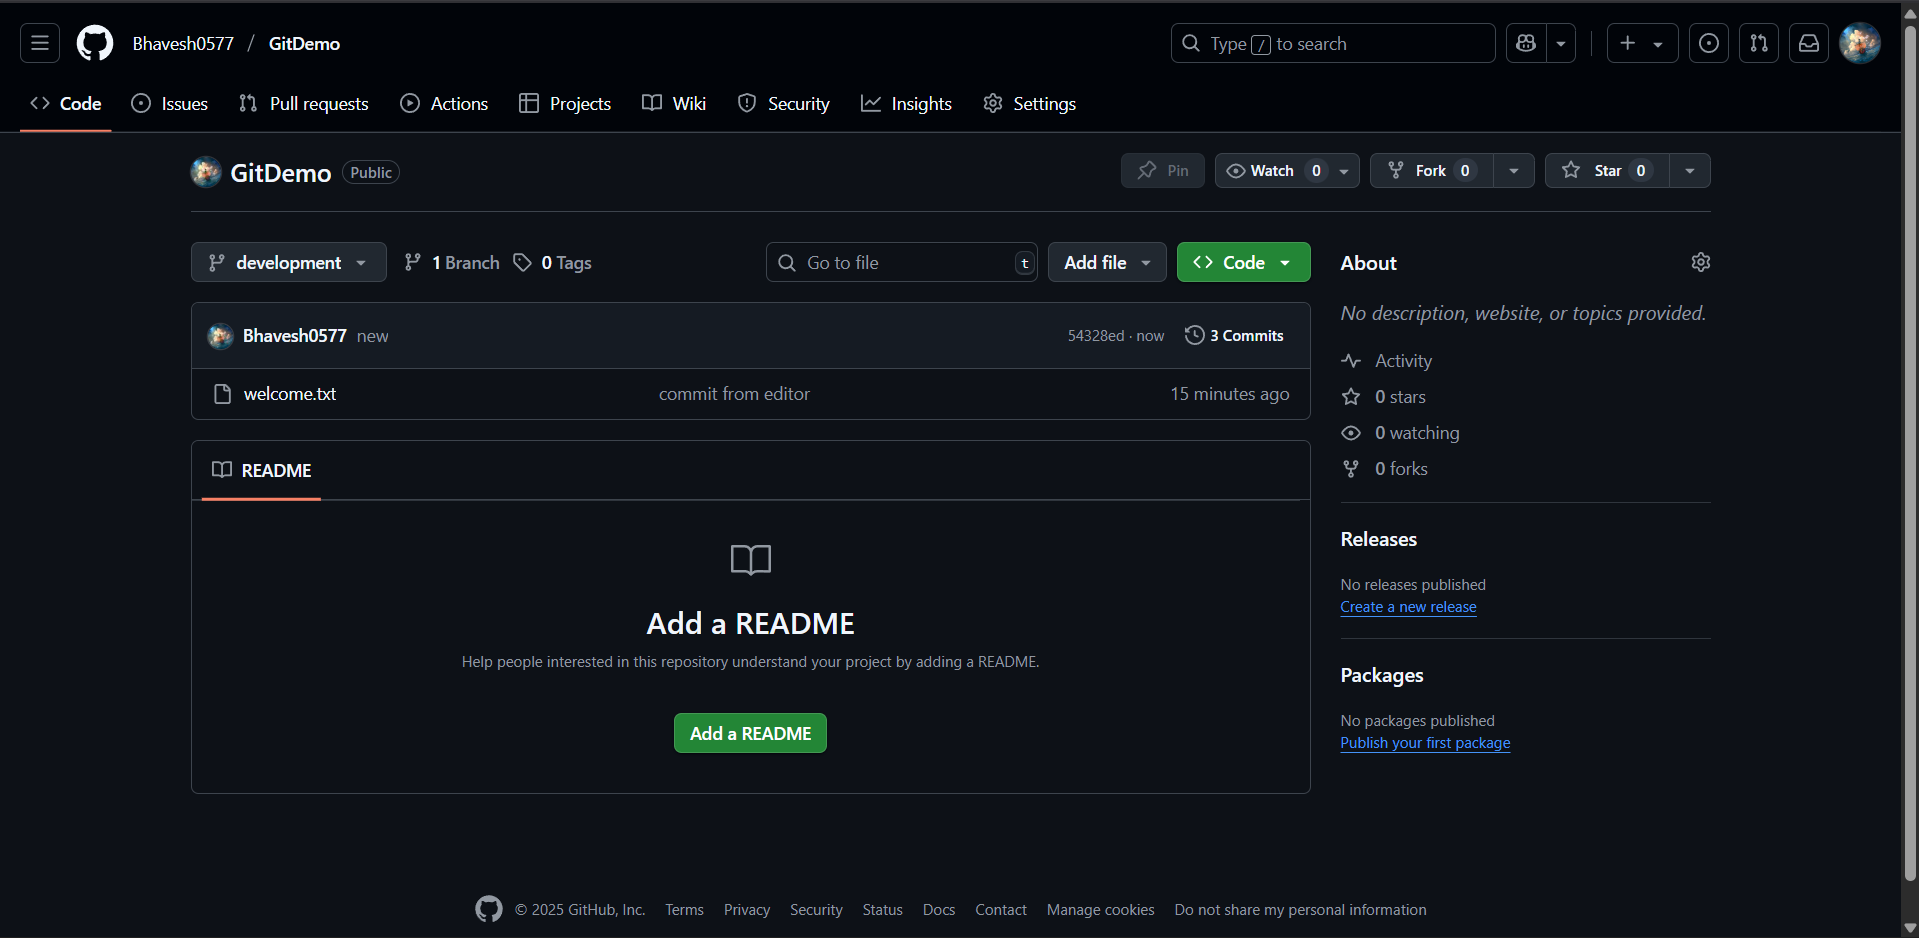 Bhavesh0577 / GitDemo
Type / to search
Code Issues Pull requests Actions Projects Wiki Security Insights Settings
GitDemo Public
Pin Watch 0 Fork 0 Star 0
development 1 Branch 0 Tags
Go to file t Add file Code
Bhavesh0577 new 54328ed · now 3 Commits
welcome.txt commit from editor 15 minutes ago
README
Add a README
Help people interested in this repository understand your project by adding a README.
Add a README
About
No description, website, or topics provided.
Activity
0 stars
0 watching
0 forks
Releases
No releases published
Create a new release
Packages
No packages published
Publish your first package
© 2025 GitHub, Inc. Terms Privacy Security Status Docs Contact Manage cookies Do not share my personal information